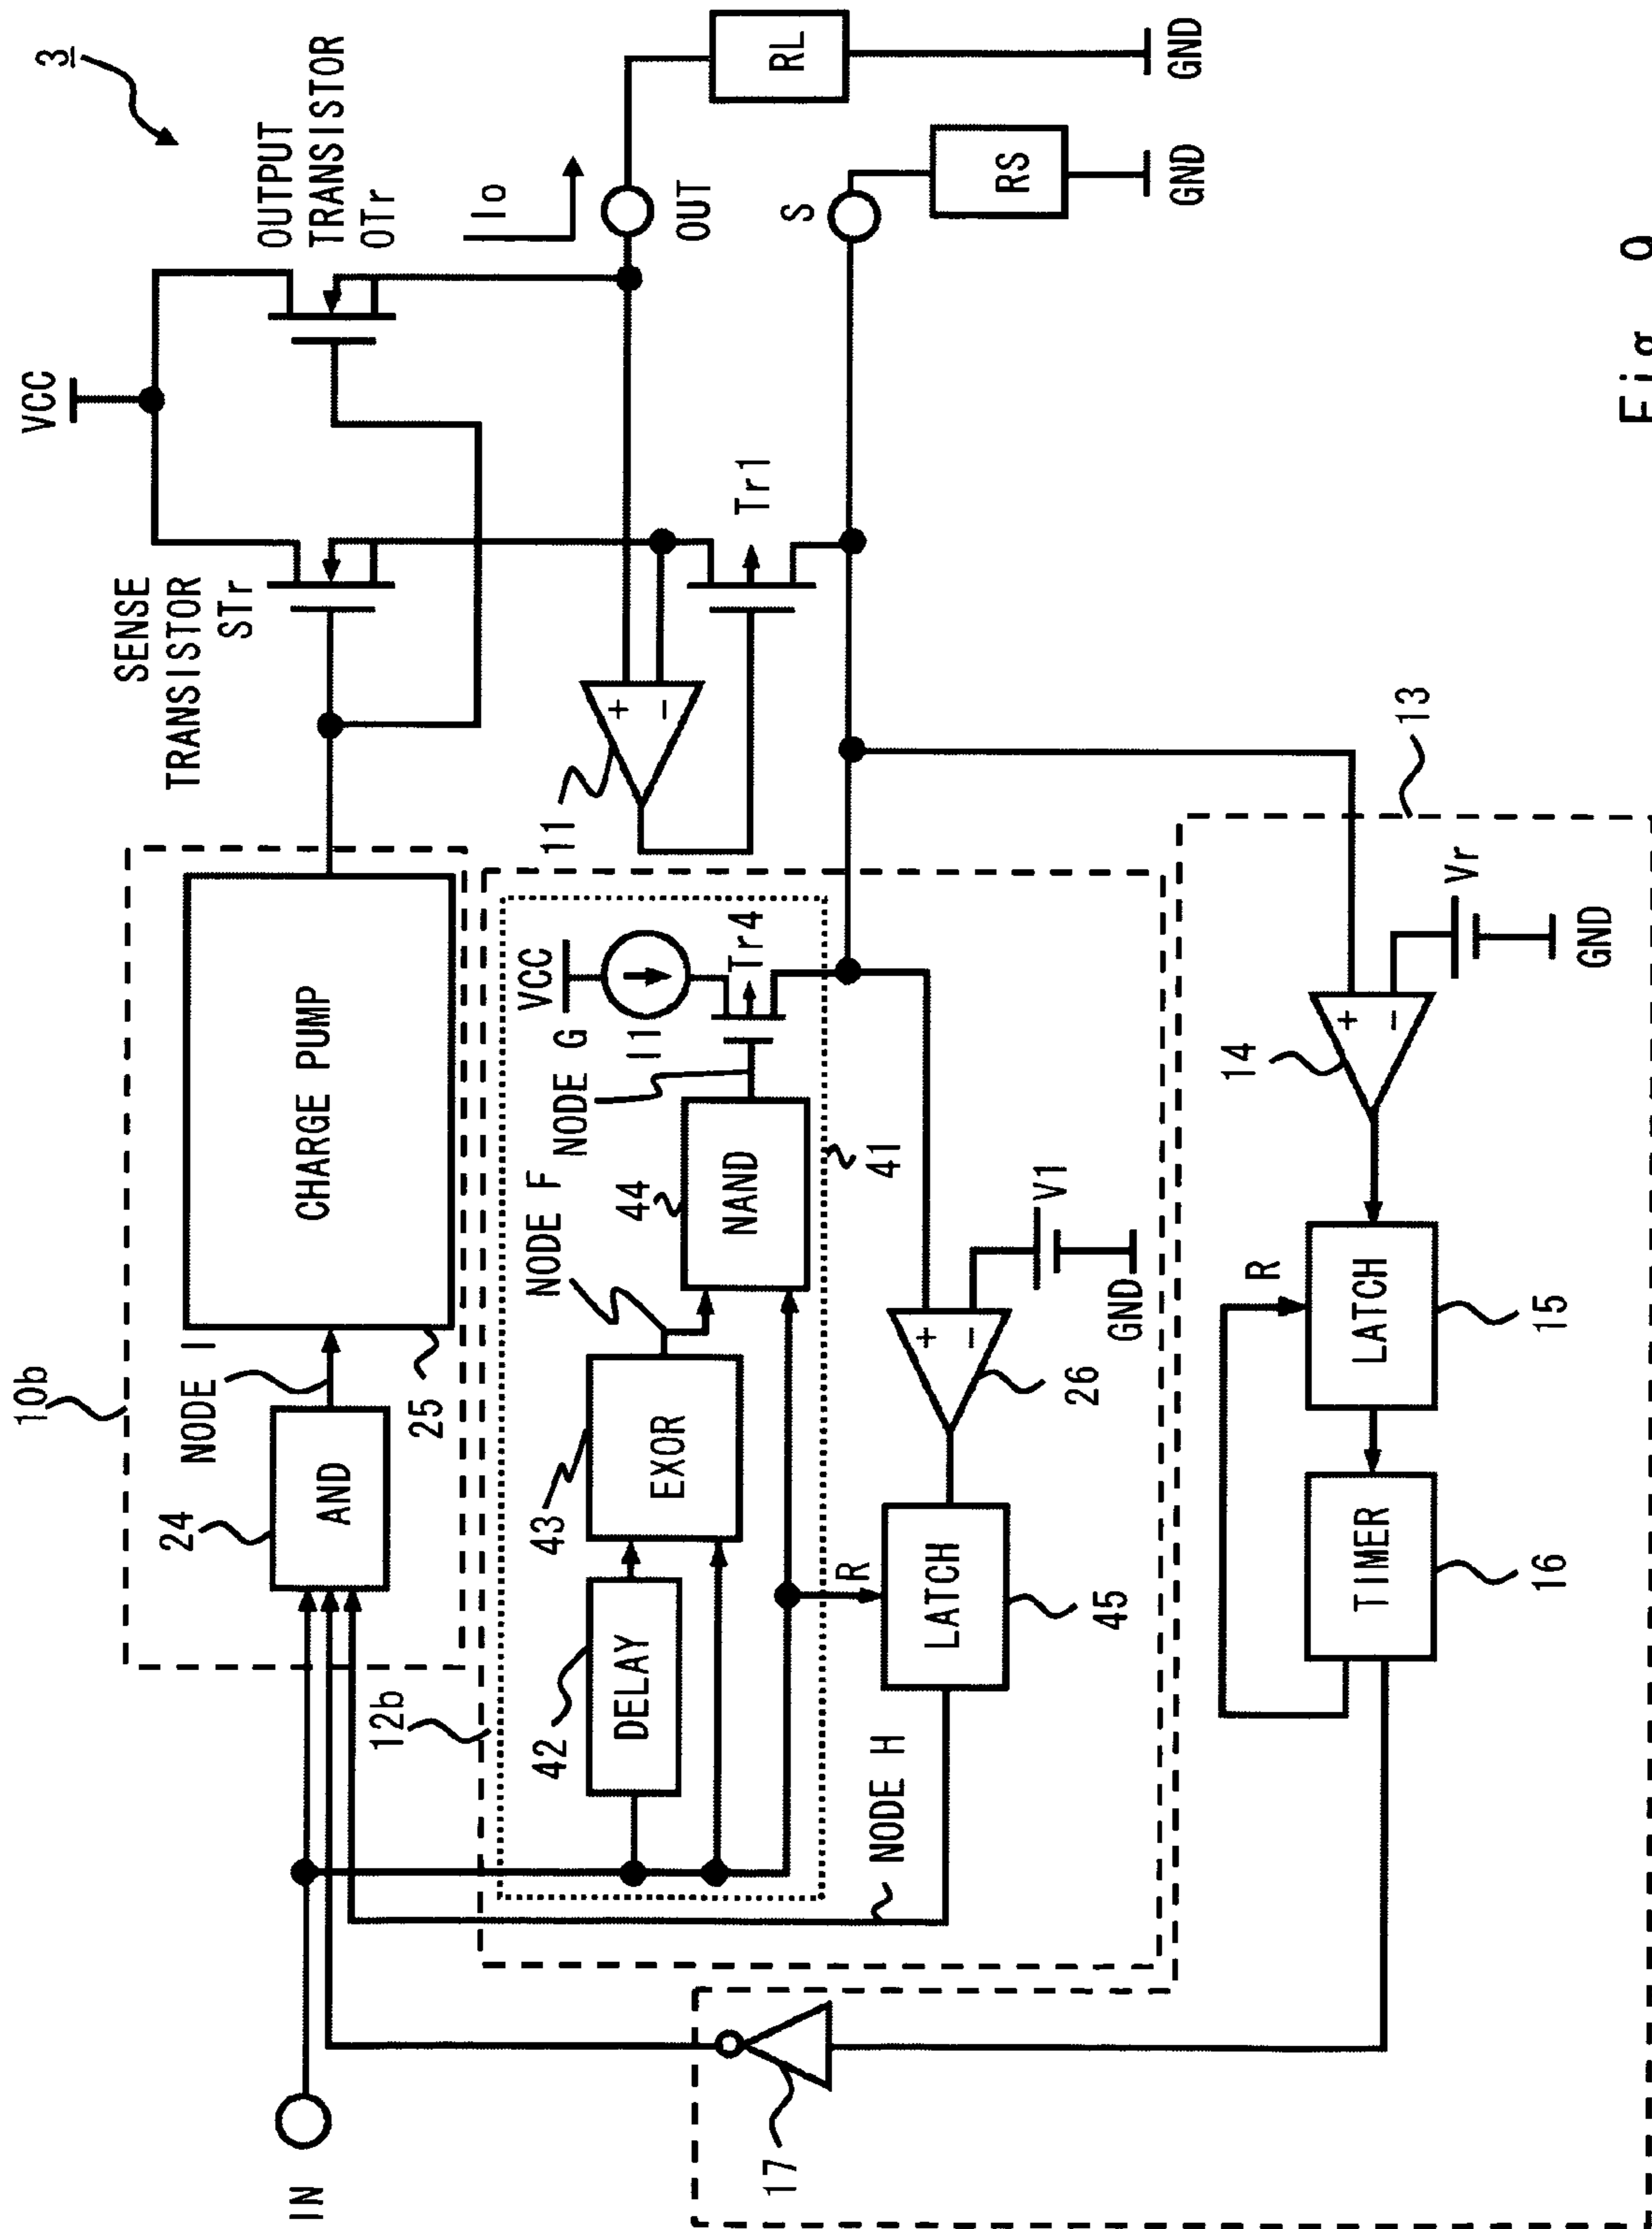 3
VCC
SENSE
TRANSISTOR
STr
OUTPUT
TRANSISTOR
OTr
Io
OUT
RL
GND
S
RS
GND
Tr1
11
+
-
10b
24
AND
NODE I
CHARGE PUMP
25
IN
12b
42
DELAY
43
EXOR
NODE F
44
NAND
NODE G
VCC
I1
Tr4
41
NODE H
R
LATCH
45
26
+
-
V1
GND
13
14
+
-
Vr
GND
R
LATCH
15
TIMER
16
17
Fig. 9